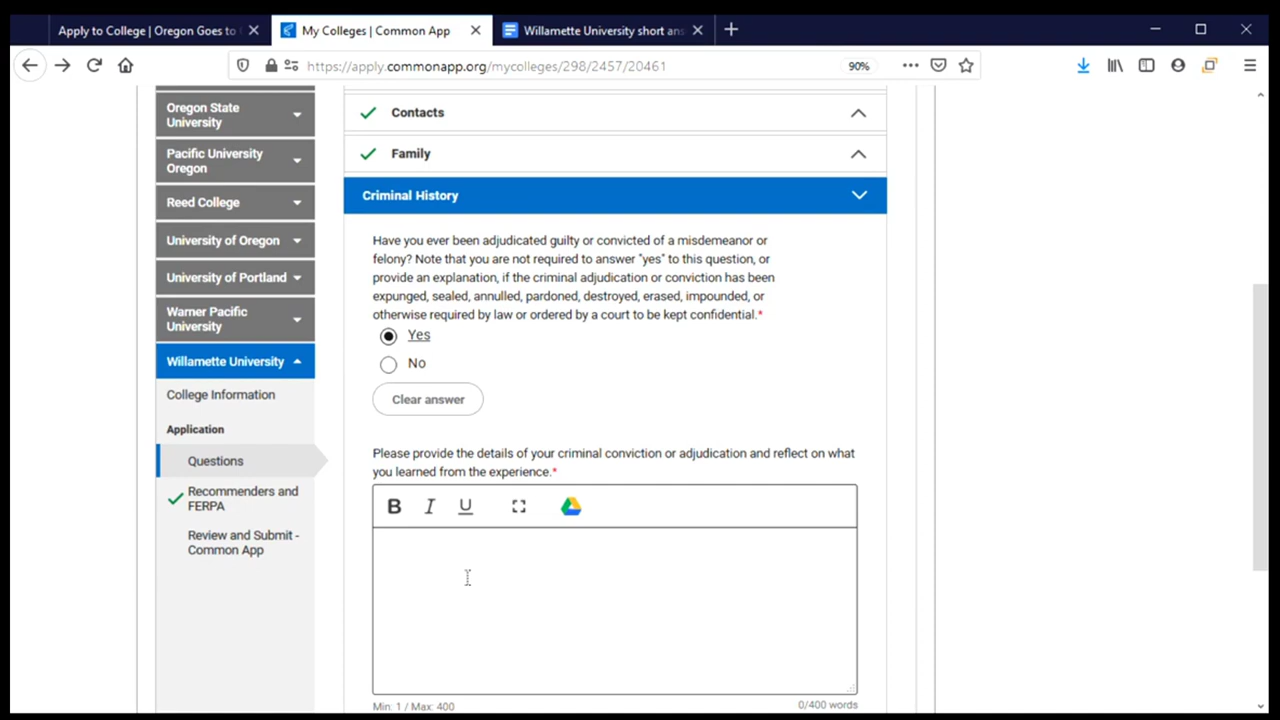 Apply to College | Oregon Goes to
My Colleges | Common App
Willamette University short ans
https://apply.commonapp.org/mycolleges/298/2457/20461
90%
Oregon State
University
Pacific University
Oregon
Reed College
University of Oregon
University of Portland
Warner Pacific
University
Willamette University
College Information
Application
Questions
Recommenders and
FERPA
Review and Submit -
Common App
Contacts
Family
Criminal History
Have you ever been adjudicated guilty or convicted of a misdemeanor or
felony? Note that you are not required to answer "yes" to this question, or
provide an explanation, if the criminal adjudication or conviction has been
expunged, sealed, annulled, pardoned, destroyed, erased, impounded, or
otherwise required by law or ordered by a court to be kept confidential.*
Yes
No
Clear answer
Please provide the details of your criminal conviction or adjudication and reflect on what
you learned from the experience.*
B I U
Min: 1 / Max: 400
0/400 words